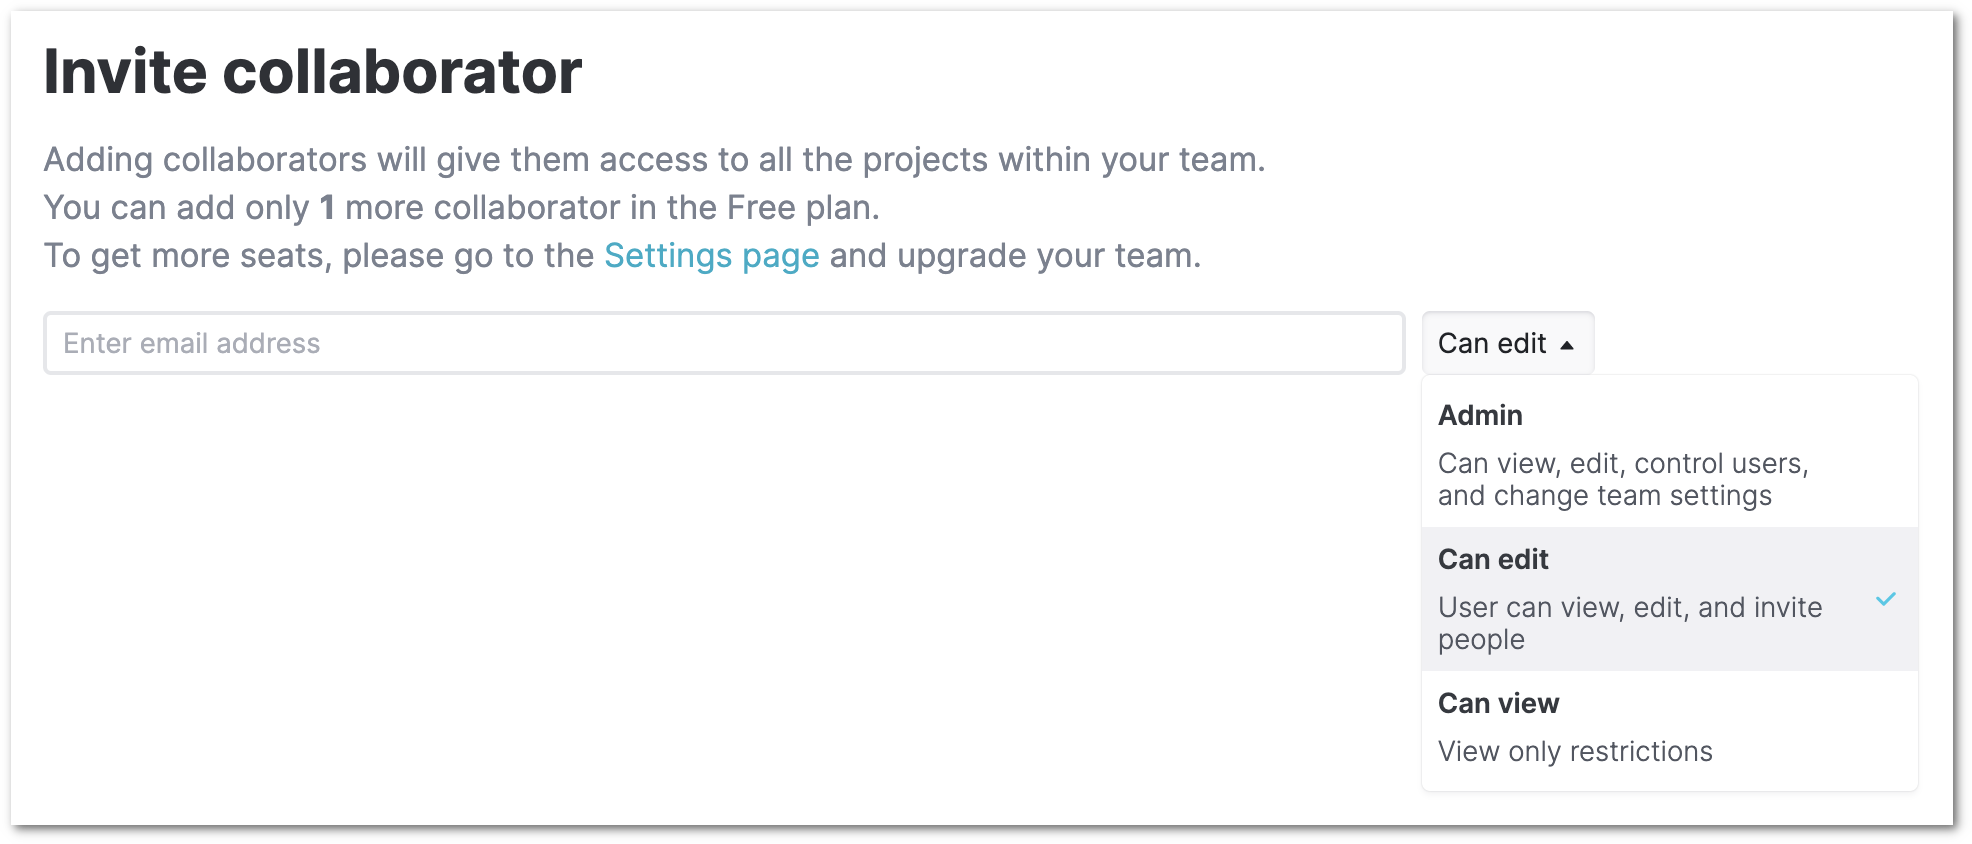 Invite collaborator
Adding collaborators will give them access to all the projects within your team.
You can add only 1 more collaborator in the Free plan.
To get more seats, please go to the Settings page and upgrade your team.
Enter email address
Can edit
Admin
Can view, edit, control users,
and change team settings
Can edit
User can view, edit, and invite
people
Can view
View only restrictions